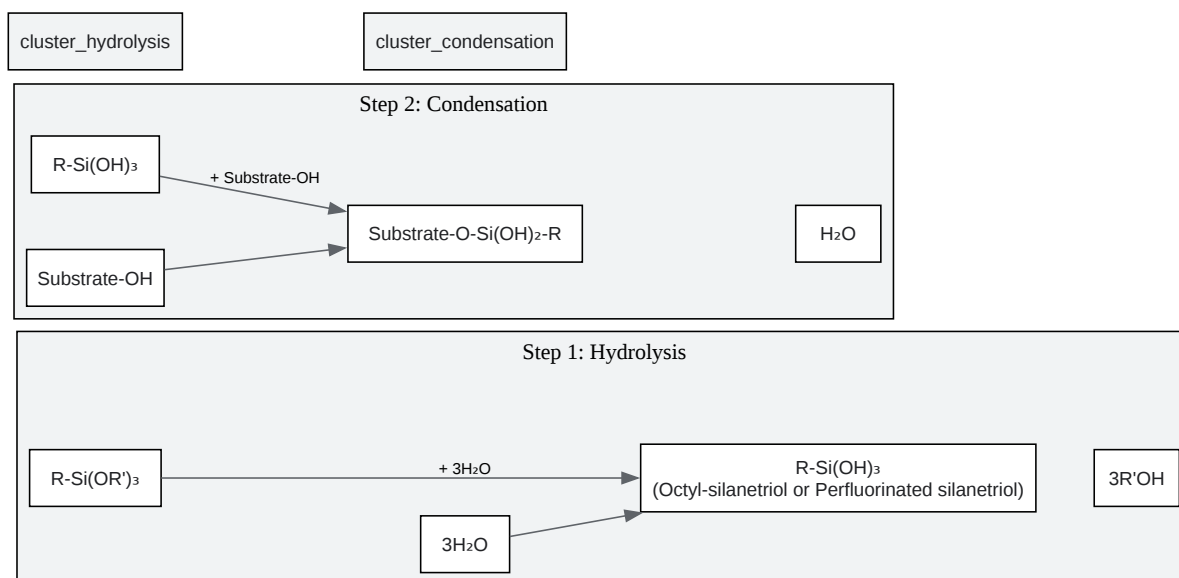 cluster_hydrolysis
cluster_condensation
Step 2: Condensation
R-Si(OH)₃
+ Substrate-OH
Substrate-O-Si(OH)₂-R
H₂O
Substrate-OH
Step 1: Hydrolysis
R-Si(OR')₃
+ 3H₂O
R-Si(OH)₃
(Octyl-silanetriol or Perfluorinated silanetriol)
3R'OH
3H₂O